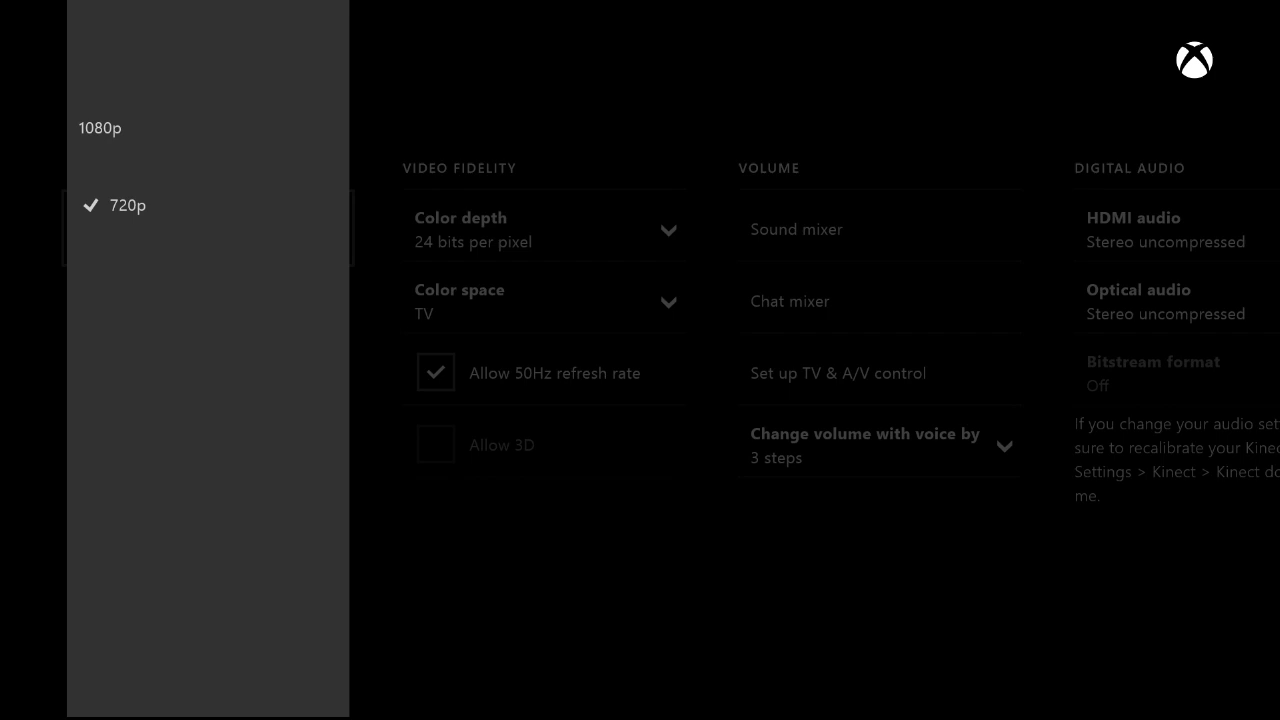 1080p
720p
VIDEO FIDELITY
Color depth
24 bits per pixel
Color space
TV
Allow 50Hz refresh rate
Allow 3D
VOLUME
Sound mixer
Chat mixer
Set up TV & A/V control
Change volume with voice by
3 steps
DIGITAL AUDIO
HDMI audio
Stereo uncompressed
Optical audio
Stereo uncompressed
Bitstream format
Off
If you change your audio
sure to recalibrate your
Settings > Kinect > Kinect
me.